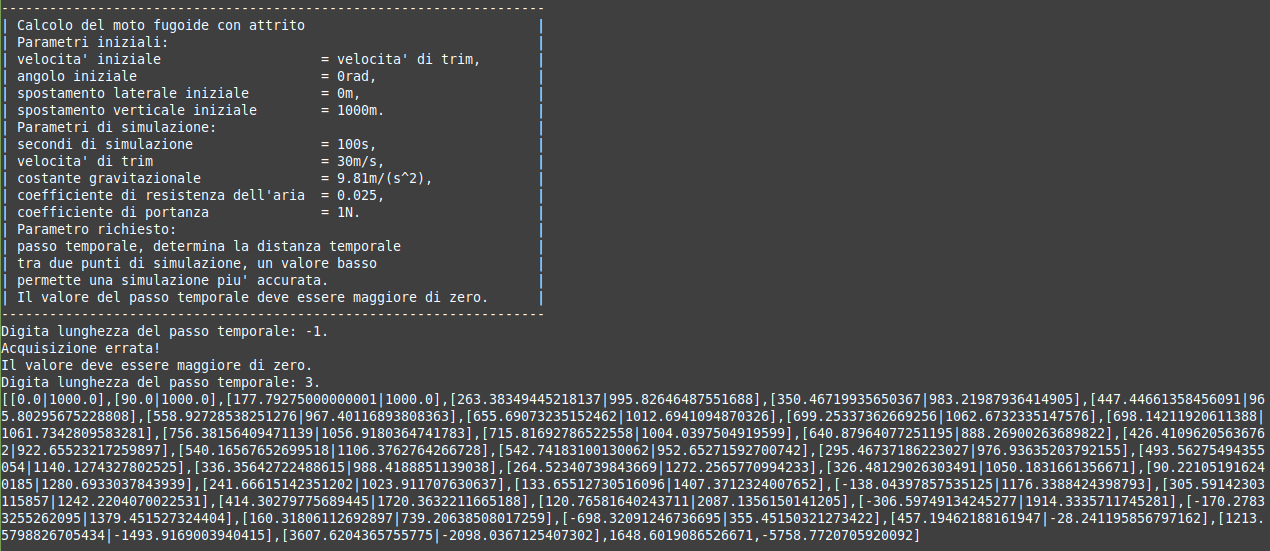 --------------------------------------------------------------------
| Calcolo del moto fugoide con attrito                             |
| Parametri iniziali:                                              |
| velocita' iniziale                    = velocita' di trim,       |
| angolo iniziale                       = 0rad,                    |
| spostamento laterale iniziale         = 0m,                      |
| spostamento verticale iniziale        = 1000m.                   |
| Parametri di simulazione:                                        |
| secondi di simulazione                = 100s,                    |
| velocita' di trim                     = 30m/s,                   |
| costante gravitazionale               = 9.81m/(s^2),             |
| coefficiente di resistenza dell'aria  = 0.025,                   |
| coefficiente di portanza              = 1N.                      |
| Parametro richiesto:                                             |
| passo temporale, determina la distanza temporale                 |
| tra due punti di simulazione, un valore basso                    |
| permette una simulazione piu' accurata.                          |
| Il valore del passo temporale deve essere maggiore di zero.      |
--------------------------------------------------------------------
Digita lunghezza del passo temporale: -1.
Acquisizione errata!
Il valore deve essere maggiore di zero.
Digita lunghezza del passo temporale: 3.
[[0.0|1000.0],[90.0|1000.0],[177.79275000000001|1000.0],[263.38349445218137|995.82646487551688],[350.46719935650367|983.21987936414905],[447.44661358456091|96
5.80295675228808],[558.92728538251276|967.40116893808363],[655.69073235152462|1012.6941094870326],[699.25337362669256|1062.6732335147576],[698.14211920611388|
1061.7342809583281],[756.38156409471139|1056.9180364741783],[715.81692786522558|1004.0397504919599],[640.87964077251195|888.26900263689822],[426.4109620563676
2|922.65523217259897],[540.16567652699518|1106.3762764266728],[542.74183100130062|952.65271592700742],[295.46737186223027|976.93635203792155],[493.56275494355
054|1140.1274327802525],[336.35642722488615|988.4188851139038],[264.52340739843669|1272.2565770994233],[326.48129026303491|1050.1831661356671],[90.22105191624
0185|1280.6933037843939],[241.66615142351202|1023.911707630637],[133.65512730516096|1407.3712324007652],[-138.04397857535125|1176.3388424398793],[305.59142303
115857|1242.2204070022531],[414.30279775689445|1720.3632211665188],[120.76581640243711|2087.1356150141205],[-306.59749134245277|1914.3335711745281],[-170.2783
3255262095|1379.451527324404],[160.31806112692897|739.20638508017259],[-698.32091246736695|355.45150321273422],[457.19462188161947|-28.241195856797162],[1213.
5798826705434|-1493.9169003940415],[3607.6204365755775|-2098.0367125407302],1648.6019086526671,-5758.7720705920092]